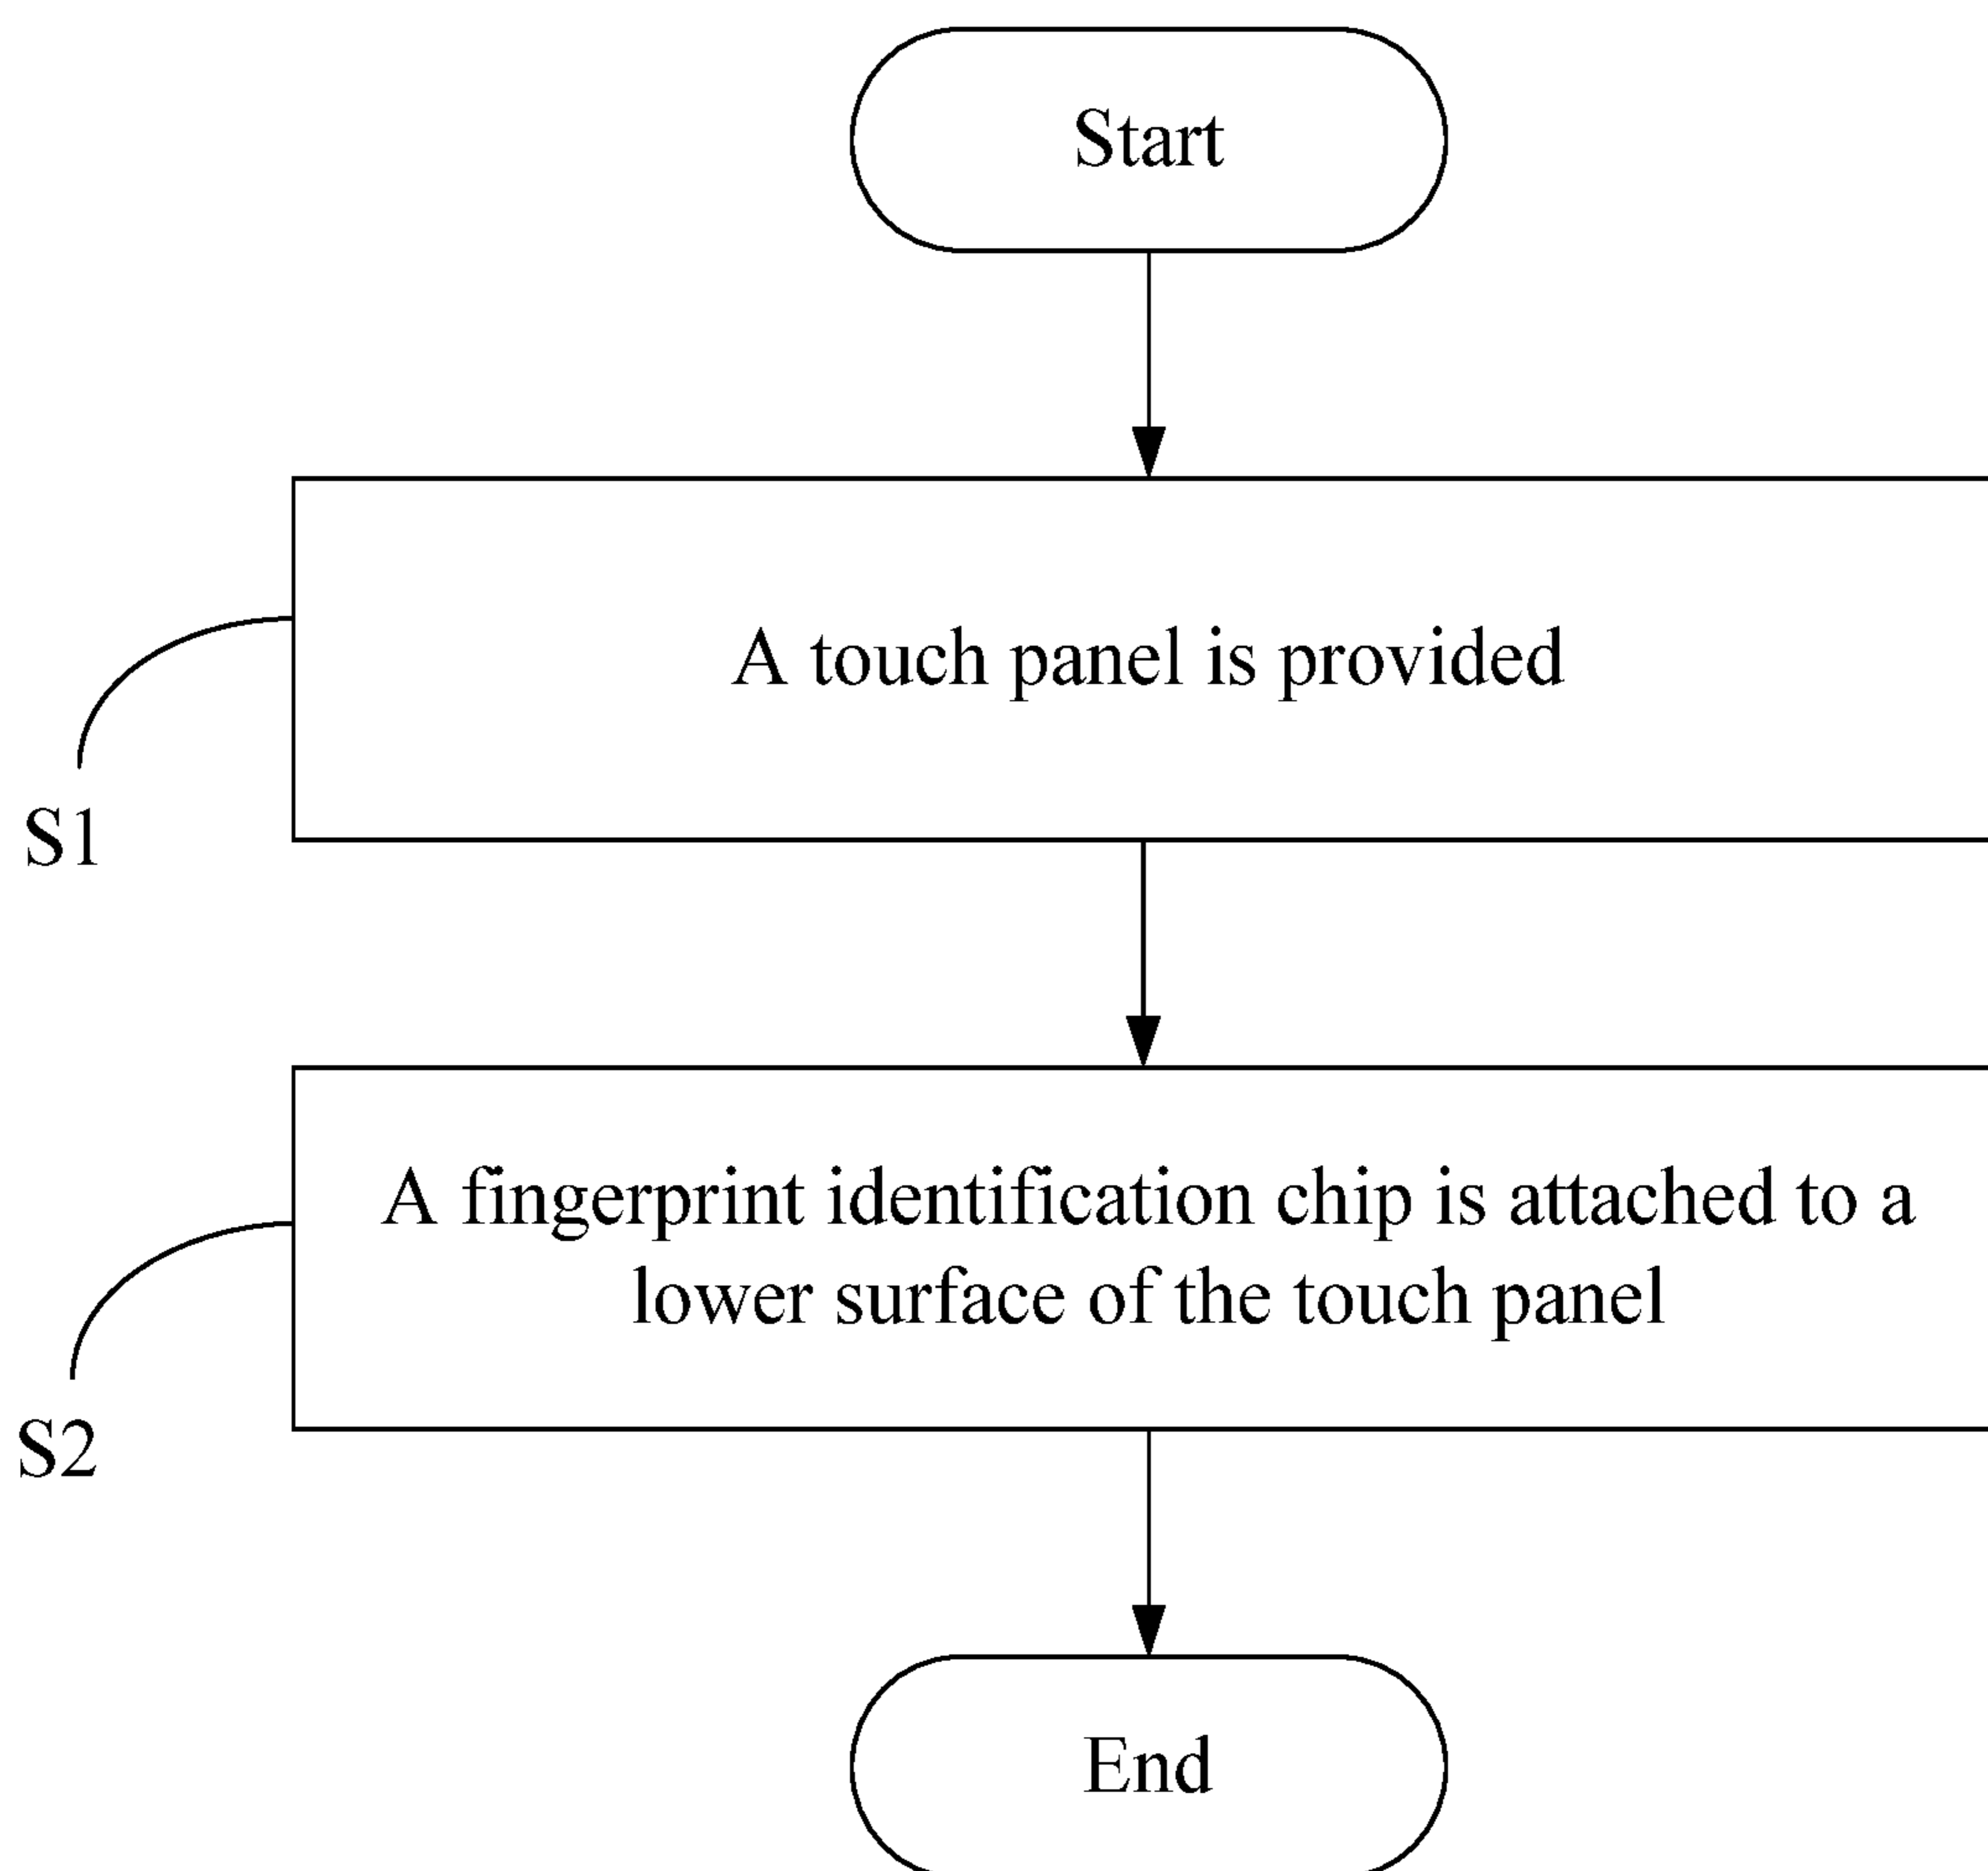 Start
A touch panel is provided
S1
A fingerprint identification chip is attached to a
lower surface of the touch panel
S2
End